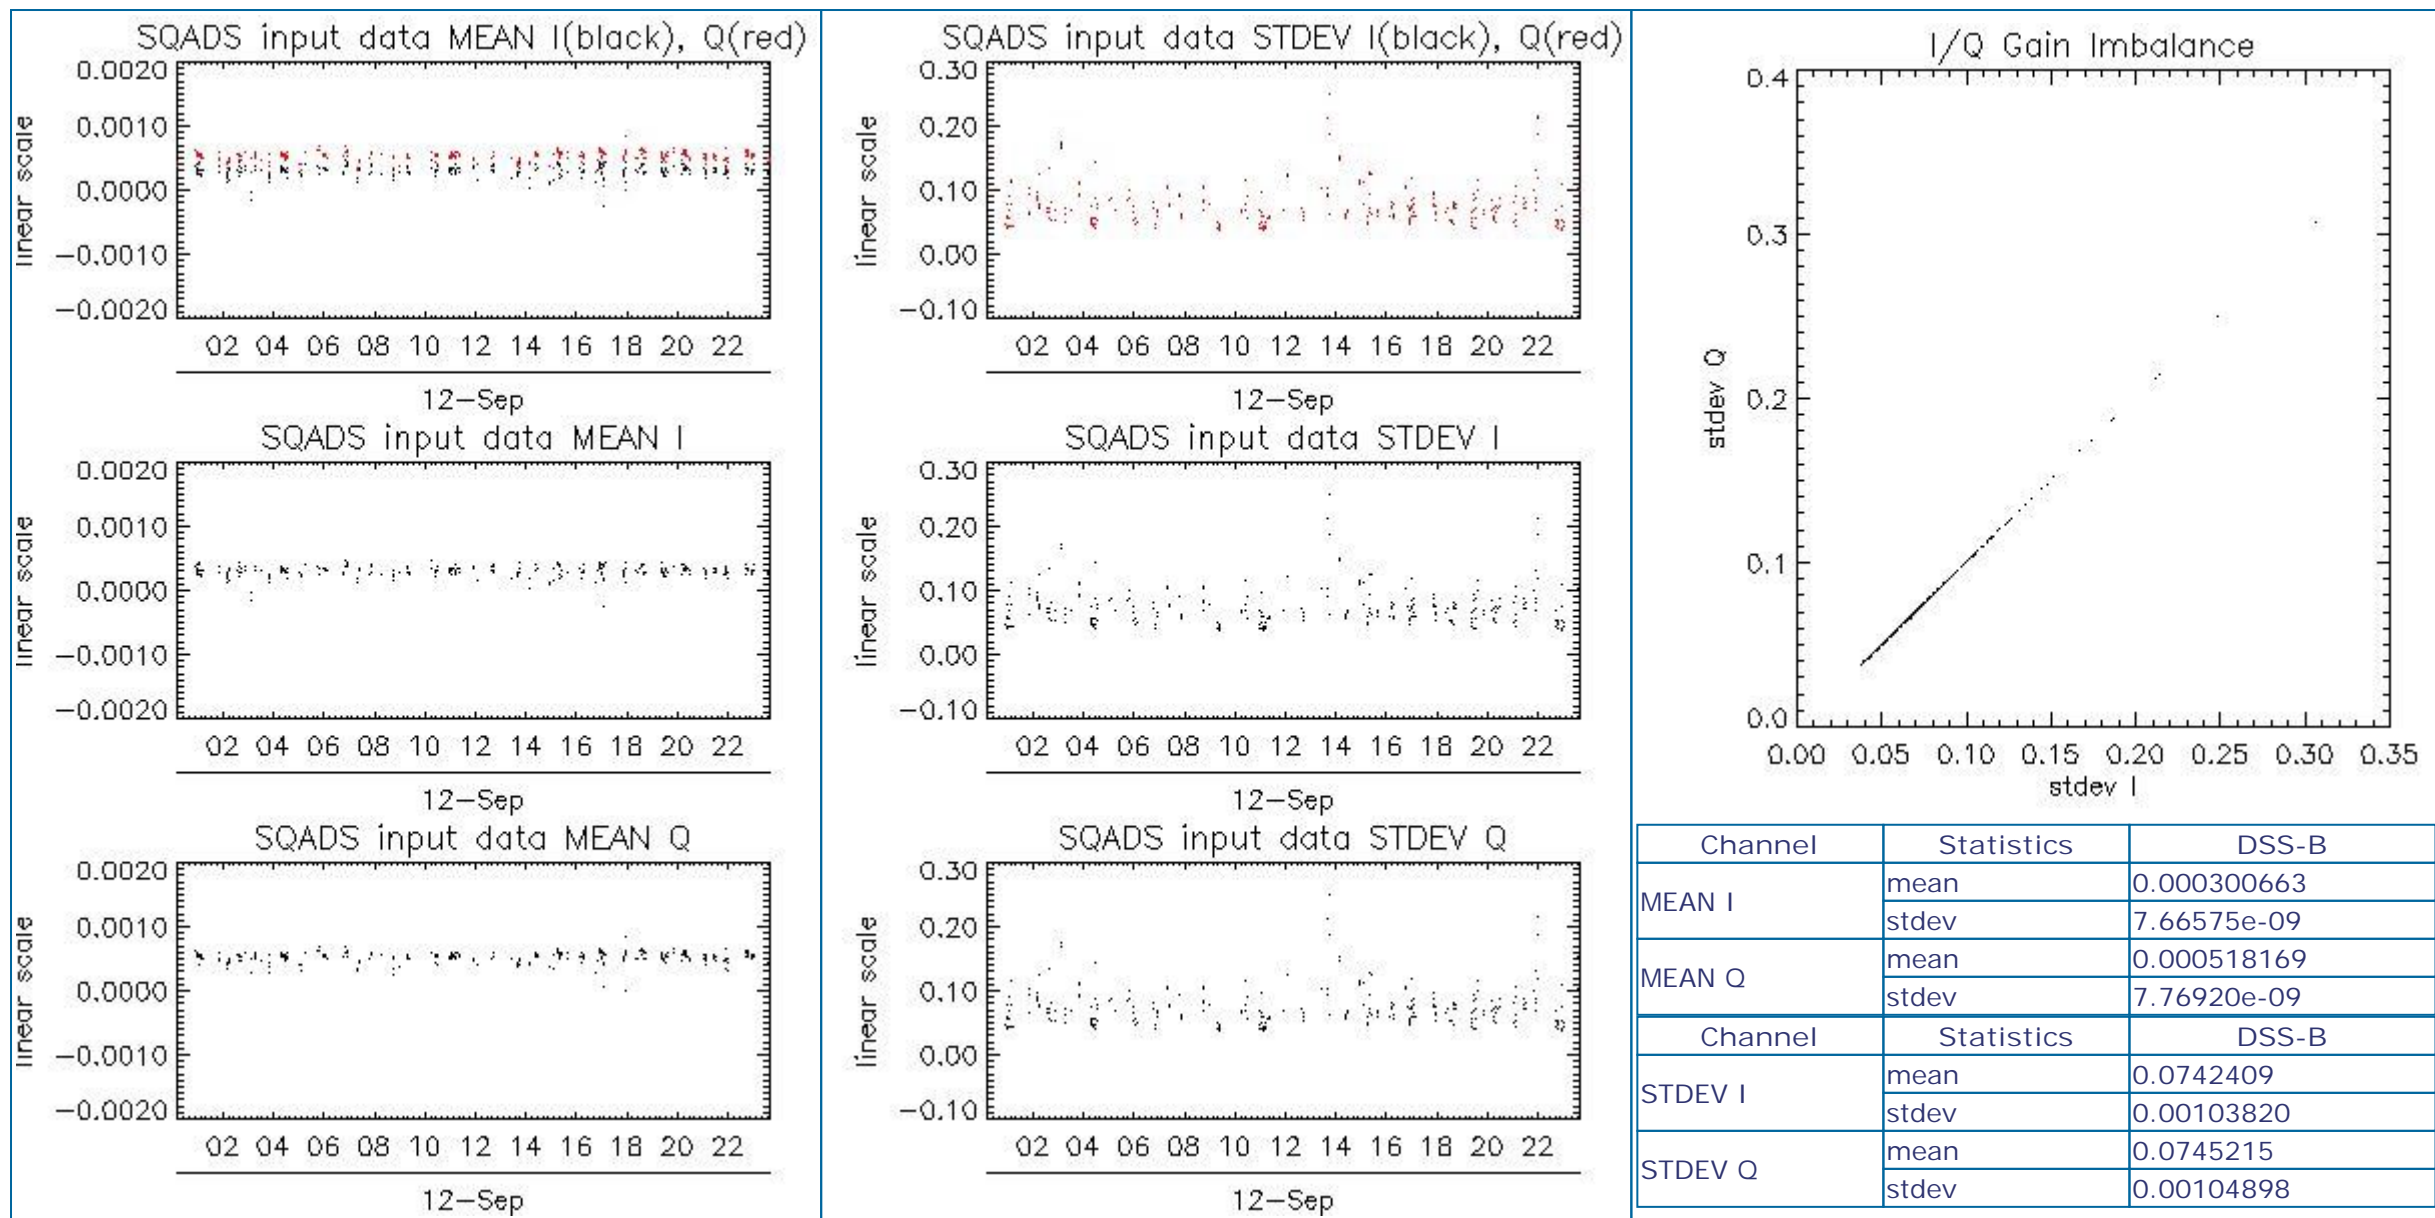 SQADS input data MEAN I(black), Q(red)
linear scale
0.0020
0.0010
0.0000
−0.0010
−0.0020
02 04 06 08 10 12 14 16 18 20 22
12−Sep
SQADS input data MEAN I
linear scale
0.0020
0.0010
0.0000
−0.0010
−0.0020
02 04 06 08 10 12 14 16 18 20 22
12−Sep
SQADS input data MEAN Q
linear scale
0.0020
0.0010
0.0000
−0.0010
−0.0020
02 04 06 08 10 12 14 16 18 20 22
12−Sep
SQADS input data STDEV I(black), Q(red)
linear scale
0.30
0.20
0.10
0.00
−0.10
02 04 06 08 10 12 14 16 18 20 22
12−Sep
SQADS input data STDEV I
linear scale
0.30
0.20
0.10
0.00
−0.10
02 04 06 08 10 12 14 16 18 20 22
12−Sep
SQADS input data STDEV Q
linear scale
0.30
0.20
0.10
0.00
−0.10
02 04 06 08 10 12 14 16 18 20 22
12−Sep
I/Q Gain Imbalance
stdev Q
0.4
0.3
0.2
0.1
0.0
0.00 0.05 0.10 0.15 0.20 0.25 0.30 0.35
stdev I
Channel Statistics DSS-B
MEAN I
mean 0.000300663
stdev 7.66575e-09
MEAN Q
mean 0.000518169
stdev 7.76920e-09
Channel Statistics DSS-B
STDEV I
mean 0.0742409
stdev 0.00103820
STDEV Q
mean 0.0745215
stdev 0.00104898